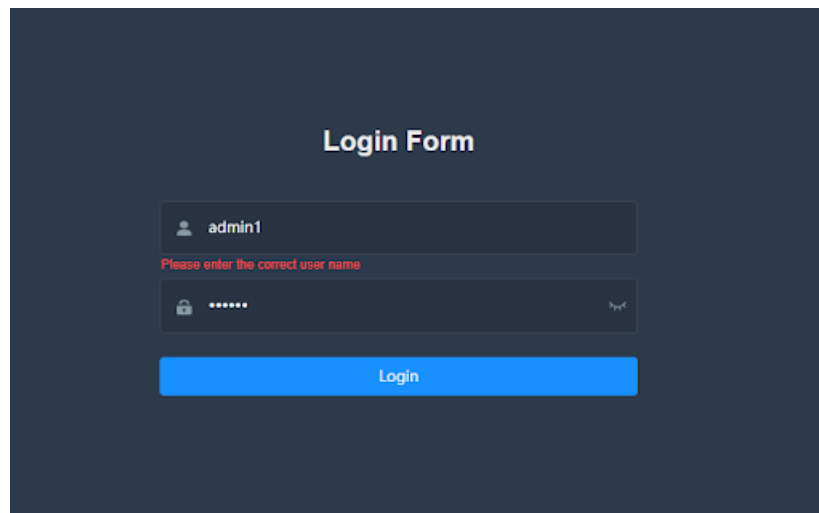 Login Form
admin1
Please enter the correct user name
••••••
Login